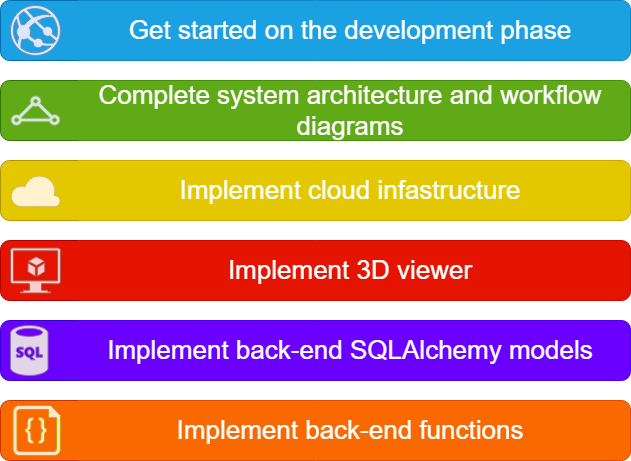 Get started on the development phase
Complete system architecture and workflow
diagrams
Implement cloud infastructure
Implement 3D viewer
SQL
Implement back-end SQLAlchemy models
{ }
Implement back-end functions